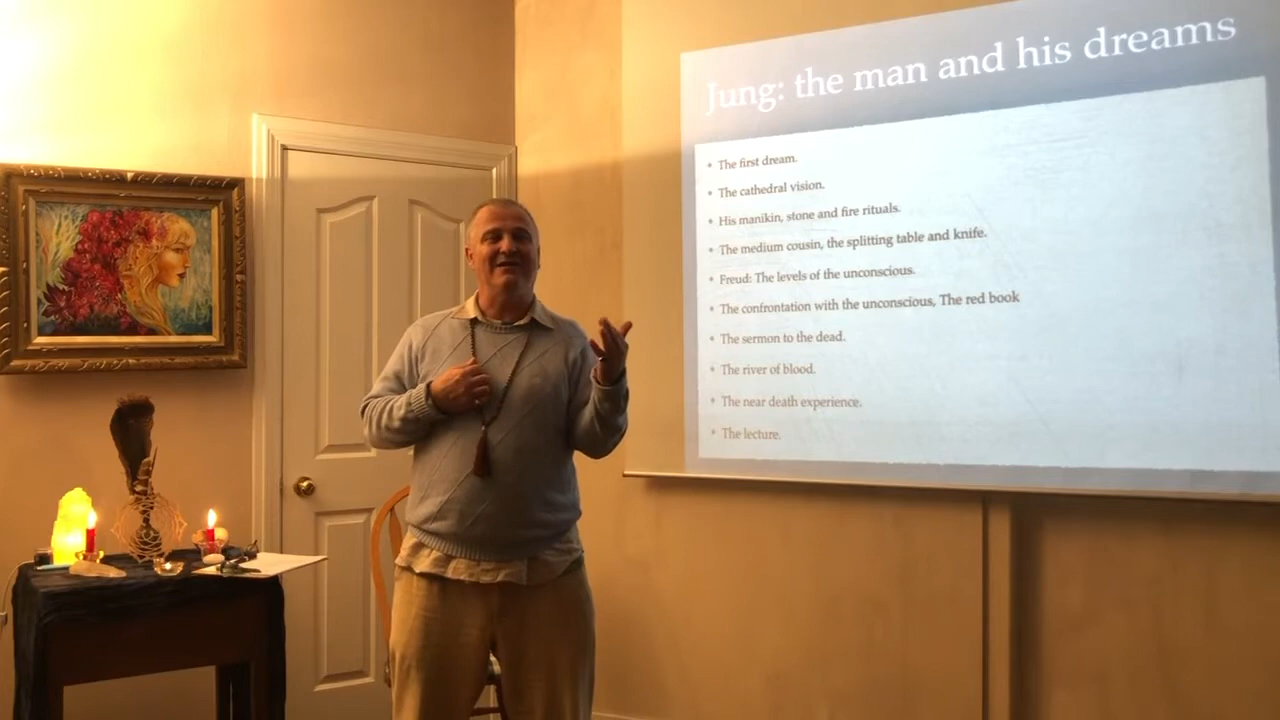 Jung: the man and his dreams
• The first dream.
• The cathedral vision.
• His manikin, stone and fire rituals.
• The medium cousin, the splitting table and knife.
• Freud: The levels of the unconscious.
• The confrontation with the unconscious, The red book
• The sermon to the dead.
• The river of blood.
• The near death experience.
• The lecture.